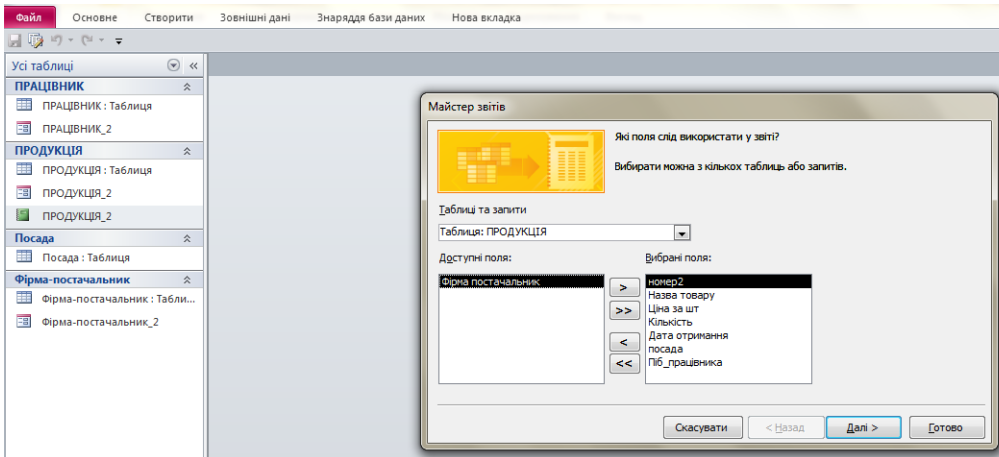 Файл Основне Створити Зовнішні дані Знаряддя бази даних Нова вкладка
Усі таблиці
ПРАЦІВНИК
ПРАЦІВНИК : Таблиця
ПРАЦІВНИК_2
ПРОДУКЦІЯ
ПРОДУКЦІЯ : Таблиця
ПРОДУКЦІЯ_2
ПРОДУКЦІЯ_2
Посада
Посада : Таблиця
Фірма-постачальник
Фірма-постачальник : Табли...
Фірма-постачальник_2
Майстер звітів
Які поля слід використати у звіті?
Вибирати можна з кількох таблиць або запитів.
Таблиці та запити
Таблиця: ПРОДУКЦІЯ
Доступні поля: Вибрані поля:
Фірма постачальник
>
>>
<
<<
номер2
Назва товару
Ціна за шт
Кількість
Дата отримання
посада
Піб_працівника
Скасувати < Назад Далі > Готово